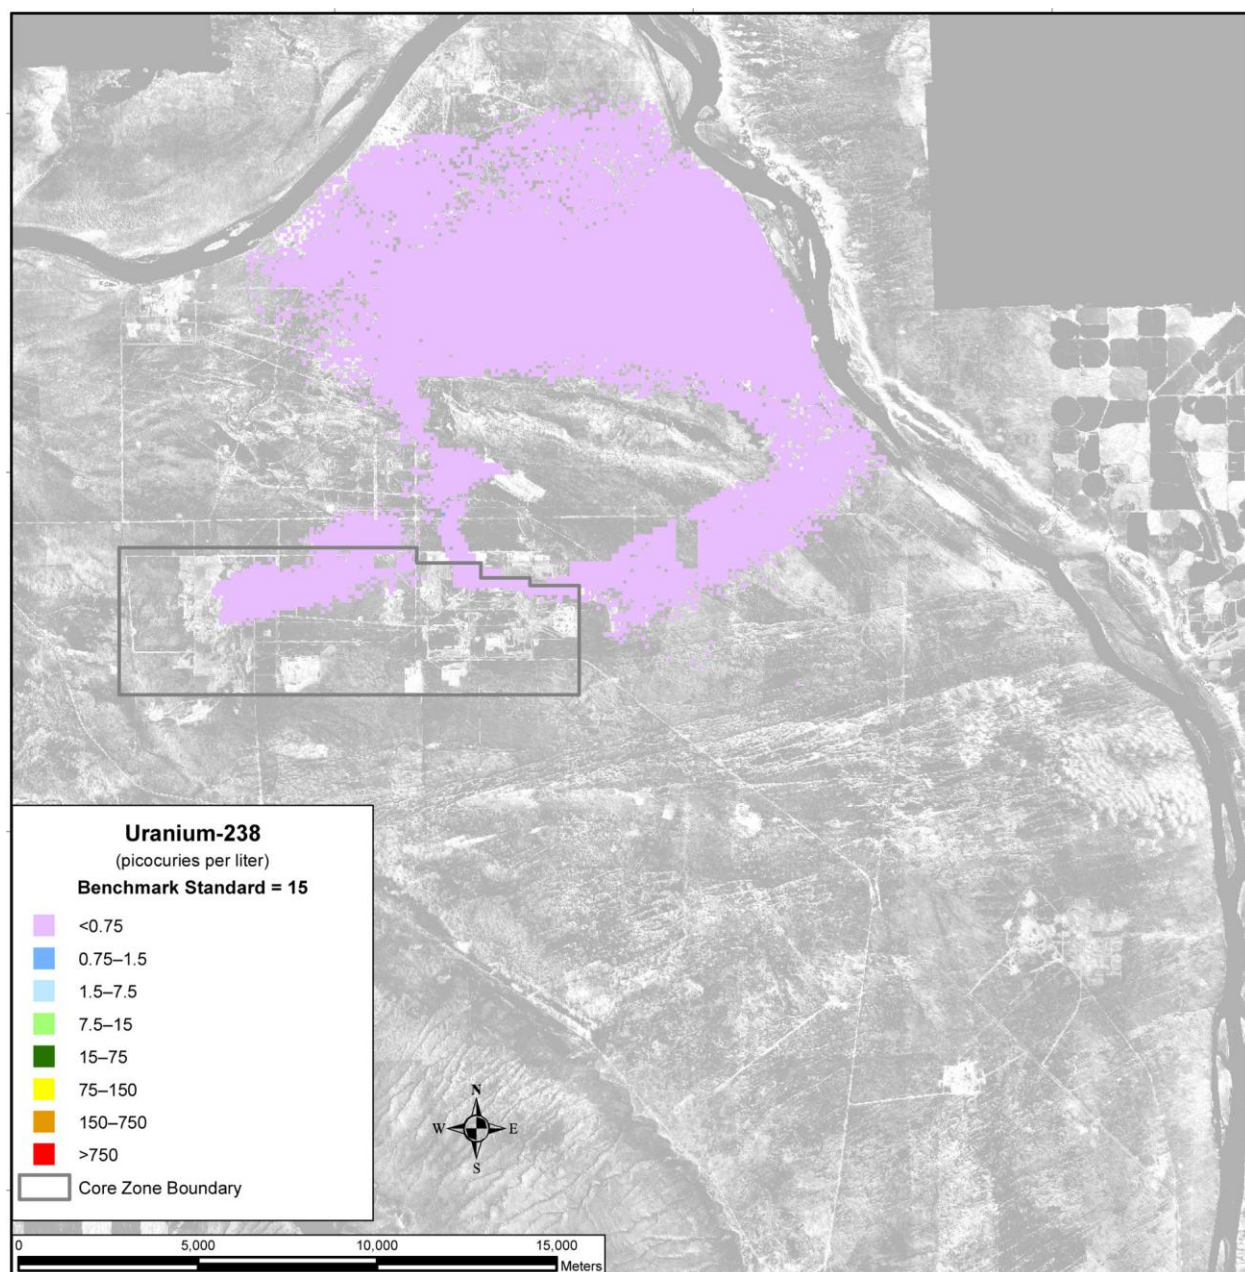 Uranium-238
(picocuries per liter)
Benchmark Standard = 15
<0.75
0.75–1.5
1.5–7.5
7.5–15
15–75
75–150
150–750
>750
Core Zone Boundary
N
W E
S
0 5,000 10,000 15,000
Meters